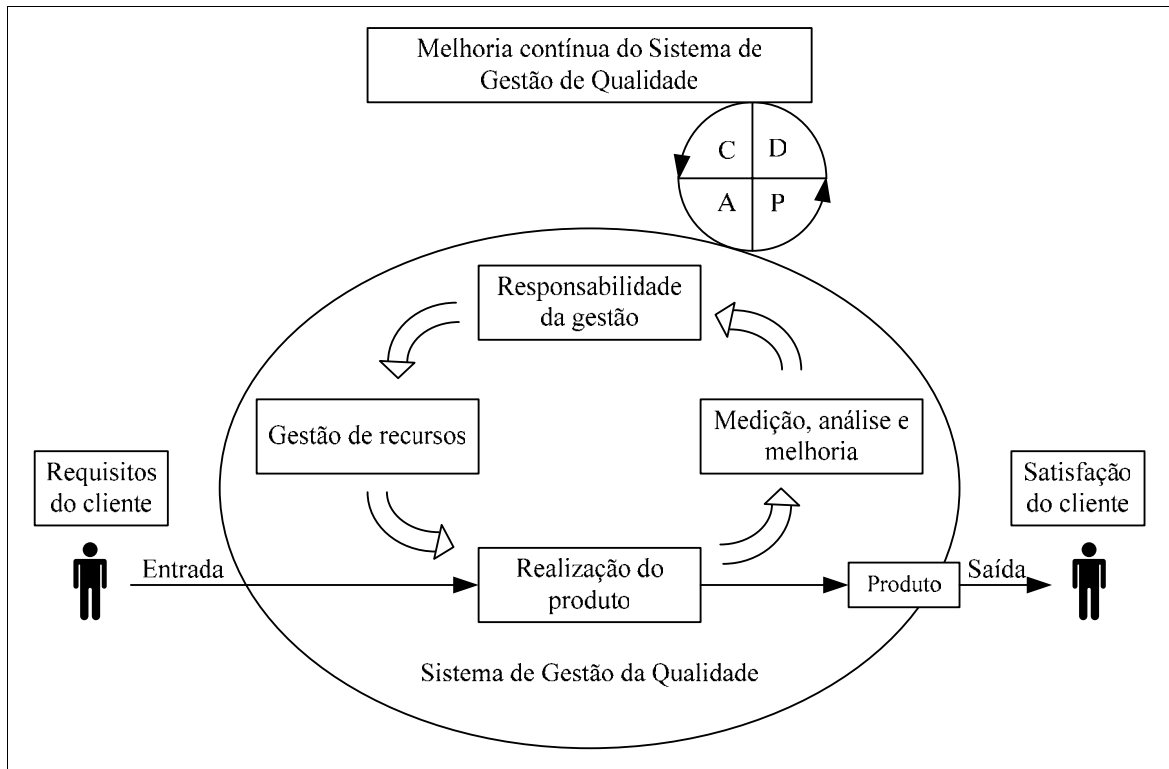 Melhoria contínua do Sistema de
Gestão de Qualidade
C D
A P
Responsabilidade
da gestão
Gestão de recursos
Medição, análise e
melhoria
Requisitos
do cliente
Satisfação
do cliente
Entrada
Realização do
produto
Produto
Saída
Sistema de Gestão da Qualidade